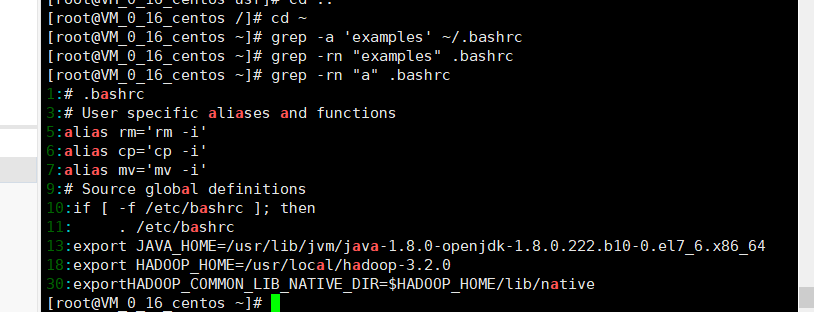 [root@VM_0_16_centos usr]# cd ..
[root@VM_0_16_centos /]# cd ~
[root@VM_0_16_centos ~]# grep -a 'examples' ~/.bashrc
[root@VM_0_16_centos ~]# grep -rn "examples" .bashrc
[root@VM_0_16_centos ~]# grep -rn "a" .bashrc
1:# .bashrc
3:# User specific aliases and functions
5:alias rm='rm -i'
6:alias cp='cp -i'
7:alias mv='mv -i'
9:# Source global definitions
10:if [ -f /etc/bashrc ]; then
11:     . /etc/bashrc
13:export JAVA_HOME=/usr/lib/jvm/java-1.8.0-openjdk-1.8.0.222.b10-0.el7_6.x86_64
18:export HADOOP_HOME=/usr/local/hadoop-3.2.0
30:exportHADOOP_COMMON_LIB_NATIVE_DIR=$HADOOP_HOME/lib/native
[root@VM_0_16_centos ~]#